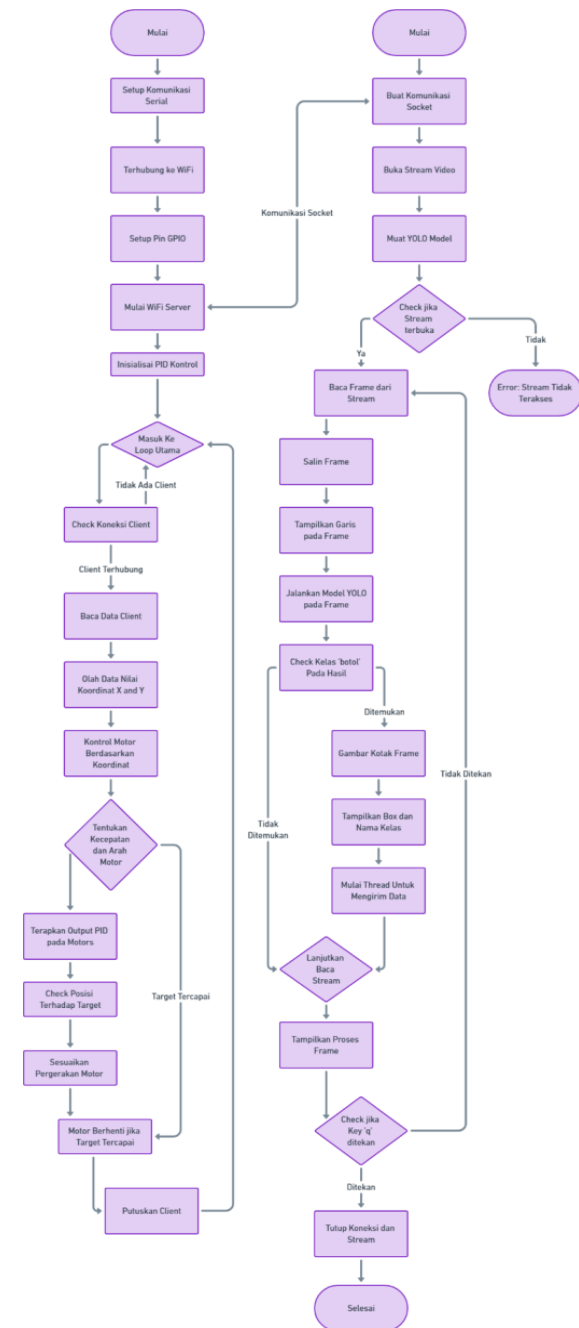 Mulai
Setup Komunikasi
Serial
Terhubung ke WiFi
Setup Pin GPIO
Mulai WiFi Server
Inisialisai PID Kontrol
Masuk Ke
Loop Utama
Tidak Ada Client
Check Koneksi Client
Client Terhubung
Baca Data Client
Olah Data Nilai
Koordinat X and Y
Kontrol Motor
Berdasarkan
Koordinat
Tentukan
Kecepatan
dan Arah
Motor
Terapkan Output PID
pada Motors
Check Posisi
Terhadap Target
Target Tercapai
Sesuaikan
Pergerakan Motor
Motor Berhenti jika
Target Tercapai
Putuskan Client
Komunikasi Socket
Mulai
Buat Komunikasi
Socket
Buka Stream Video
Muat YOLO Model
Check jika
Stream
terbuka
Ya
Tidak
Error: Stream Tidak
Terakses
Baca Frame dari
Stream
Salin Frame
Tampilkan Garis
pada Frame
Jalankan Model YOLO
pada Frame
Check Kelas 'botol'
Pada Hasil
Ditemukan
Gambar Kotak Frame
Tidak Ditekan
Tampilkan Box dan
Nama Kelas
Tidak
Ditemukan
Mulai Thread Untuk
Mengirim Data
Lanjutkan
Baca
Stream
Tampilkan Proses
Frame
Check jika
Key 'q'
ditekan
Ditekan
Tutup Koneksi dan
Stream
Selesai